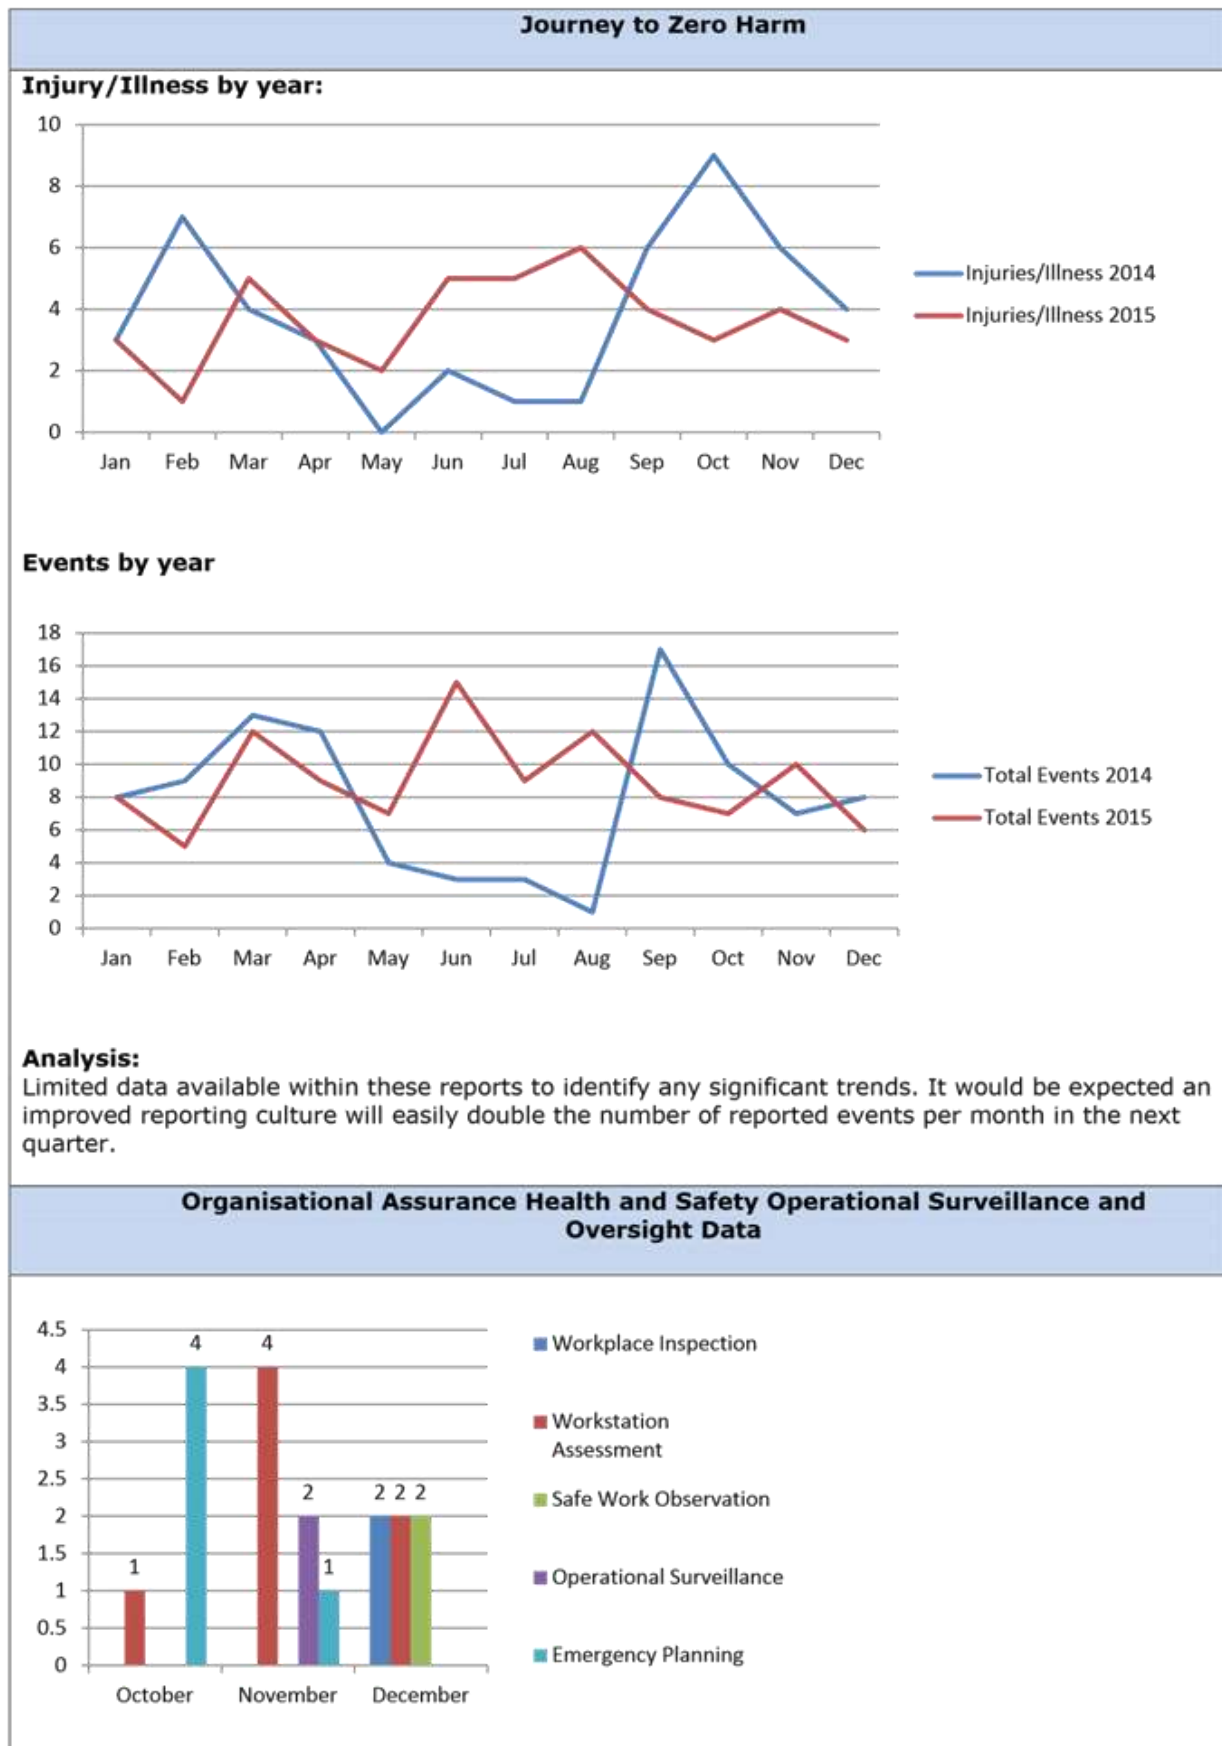 Journey to Zero Harm
Injury/Illness by year:
10
8
6
4
2
0
Jan Feb Mar Apr May Jun Jul Aug Sep Oct Nov Dec
Injuries/Illness 2014
Injuries/Illness 2015
Events by year
18
16
14
12
10
8
6
4
2
0
Jan Feb Mar Apr May Jun Jul Aug Sep Oct Nov Dec
Total Events 2014
Total Events 2015
Analysis:
Limited data available within these reports to identify any significant trends. It would be expected an
improved reporting culture will easily double the number of reported events per month in the next
quarter.
Organisational Assurance Health and Safety Operational Surveillance and
Oversight Data
4.5
4
3.5
3
2.5
2
1.5
1
0.5
0
1 4 4 2 1 2 2 2
October November December
Workplace Inspection
Workstation
Assessment
Safe Work Observation
Operational Surveillance
Emergency Planning